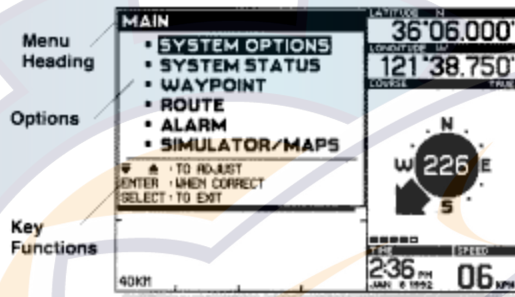 Menu
Heading
Options
Key
Functions
MAIN
SYSTEM OPTIONS
SYSTEM STATUS
WAYPOINT
ROUTE
ALARM
SIMULATOR/MAPS
TO ADJUST
ENTER : WHEN CORRECT
SELECT : TO EXIT
40KM
LATITUDE N
36°06.000'
LONGITUDE W
121°38.750'
COURSE TRUE
N
W 226 E
S
TIME SPEED
2:36 PM 06
JAN 6 1992